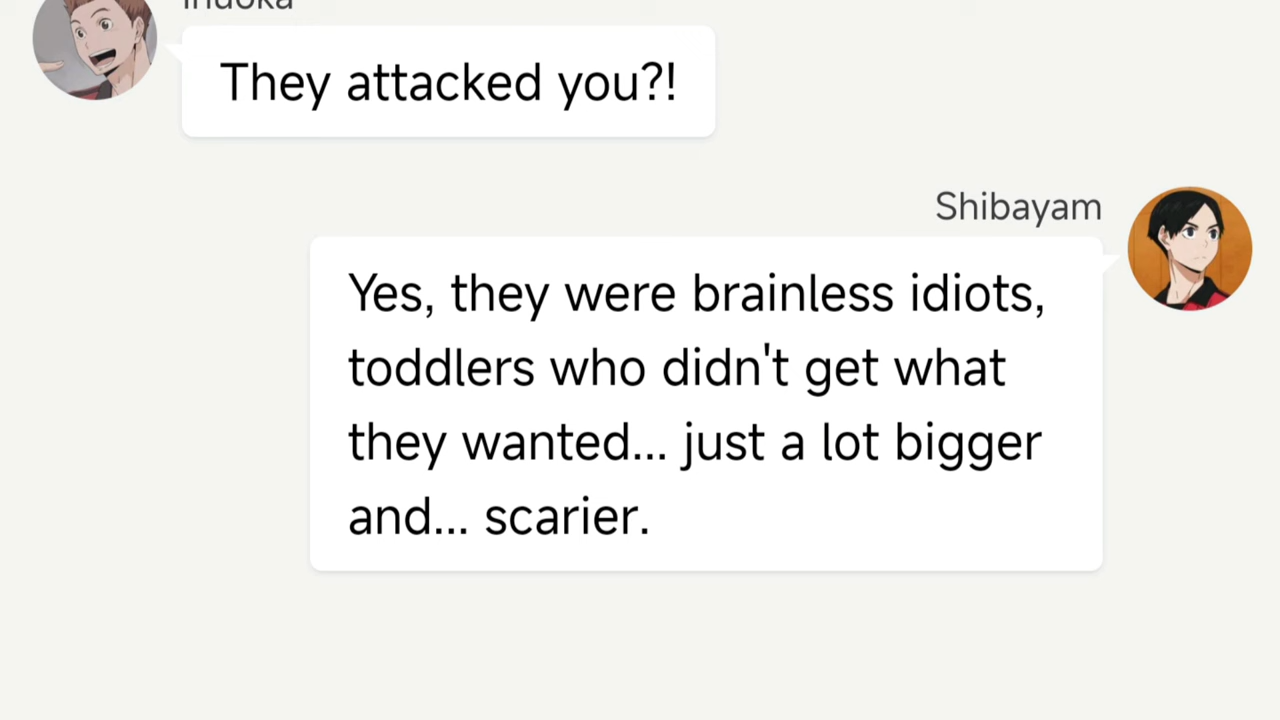 Inuoka
They attacked you?!
Shibayam
Yes, they were brainless idiots,
toddlers who didn't get what
they wanted... just a lot bigger
and... scarier.